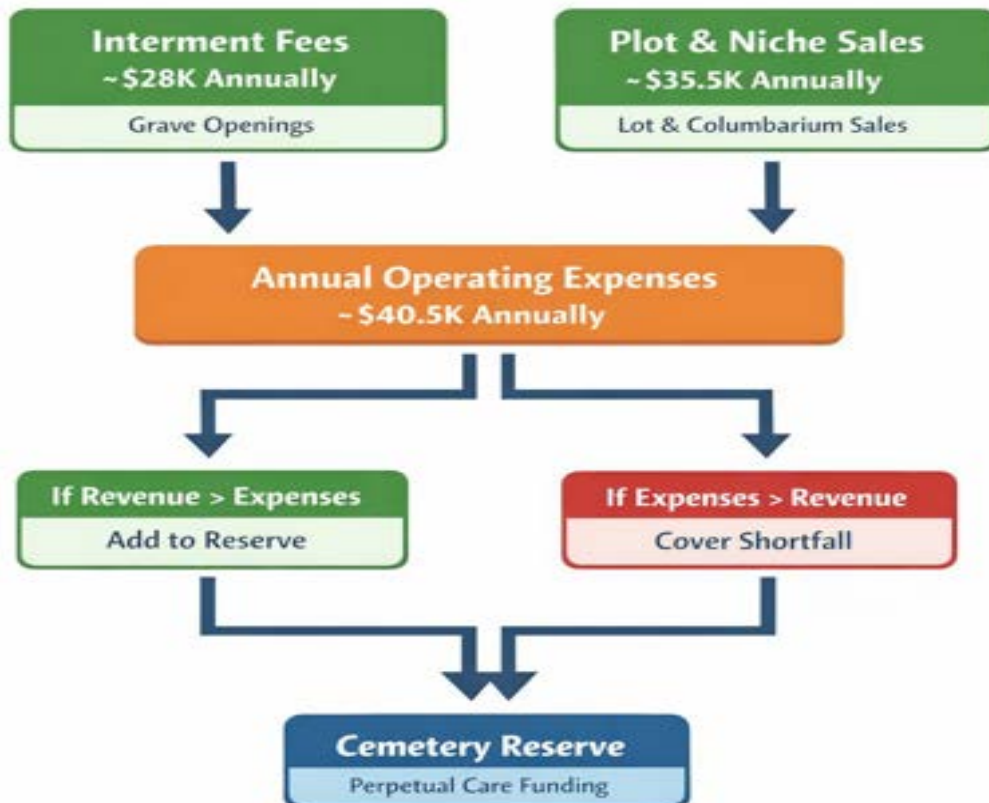 Interment Fees
~$28K Annually
Grave Openings
Plot & Niche Sales
~$35.5K Annually
Lot & Columbarium Sales
Annual Operating Expenses
~$40.5K Annually
If Revenue > Expenses
Add to Reserve
If Expenses > Revenue
Cover Shortfall
Cemetery Reserve
Perpetual Care Funding